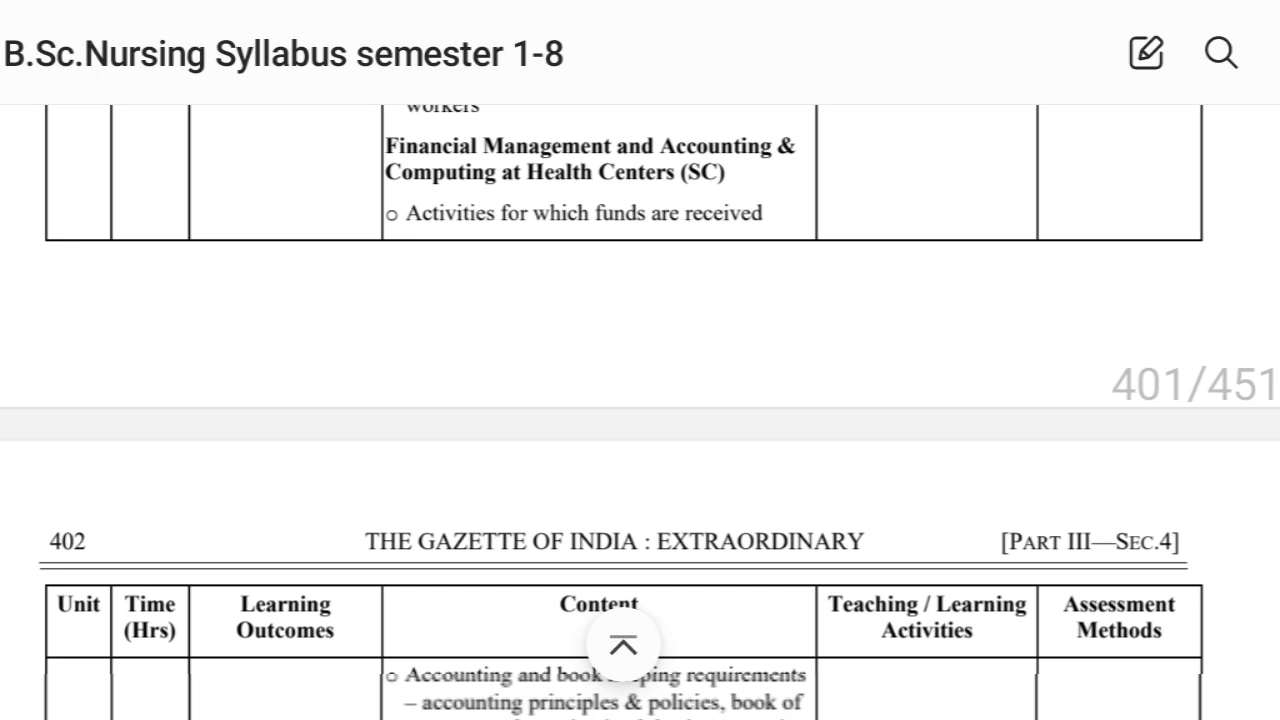 B.Sc.Nursing Syllabus semester 1-8
workers
Financial Management and Accounting &
Computing at Health Centers (SC)
o Activities for which funds are received
401/451
402 THE GAZETTE OF INDIA : EXTRAORDINARY [PART III—SEC.4]
Unit Time (Hrs) Learning Outcomes Content Teaching / Learning Activities Assessment Methods
o Accounting and book requirements
– accounting principles & policies, book of